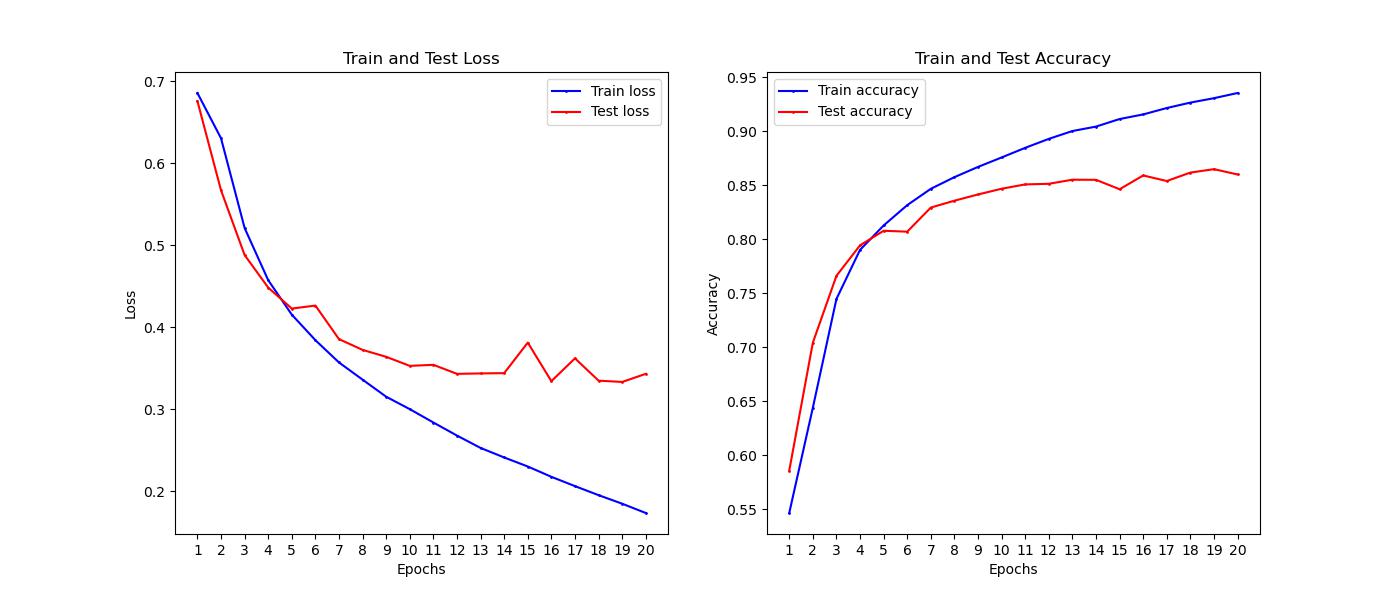 Train and Test Loss
Train loss
Test loss
0.7
0.6
0.5
0.4
0.3
0.2
Loss
1 2 3 4 5 6 7 8 9 10 11 12 13 14 15 16 17 18 19 20
Epochs
Train and Test Accuracy
Train accuracy
Test accuracy
0.95
0.90
0.85
0.80
0.75
0.70
0.65
0.60
0.55
Accuracy
1 2 3 4 5 6 7 8 9 10 11 12 13 14 15 16 17 18 19 20
Epochs